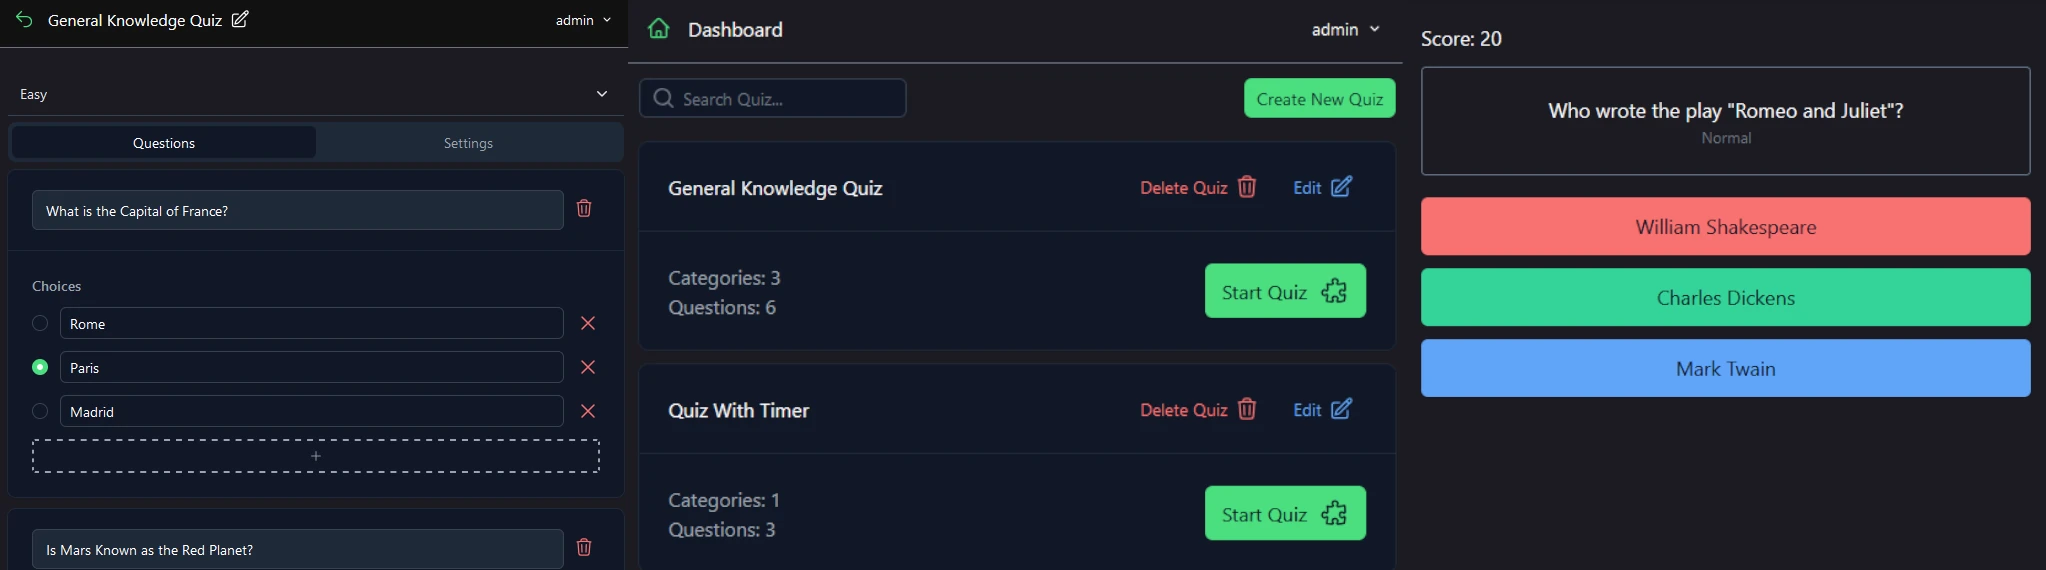 General Knowledge Quiz
admin
Easy
Questions
Settings
What is the Capital of France?
Choices
Rome
Paris
Madrid
+
Is Mars Known as the Red Planet?
Dashboard
admin
Search Quiz...
Create New Quiz
General Knowledge Quiz
Delete Quiz
Edit
Categories: 3
Questions: 6
Start Quiz
Quiz With Timer
Delete Quiz
Edit
Categories: 1
Questions: 3
Start Quiz
Score: 20
Who wrote the play "Romeo and Juliet"?
Normal
William Shakespeare
Charles Dickens
Mark Twain